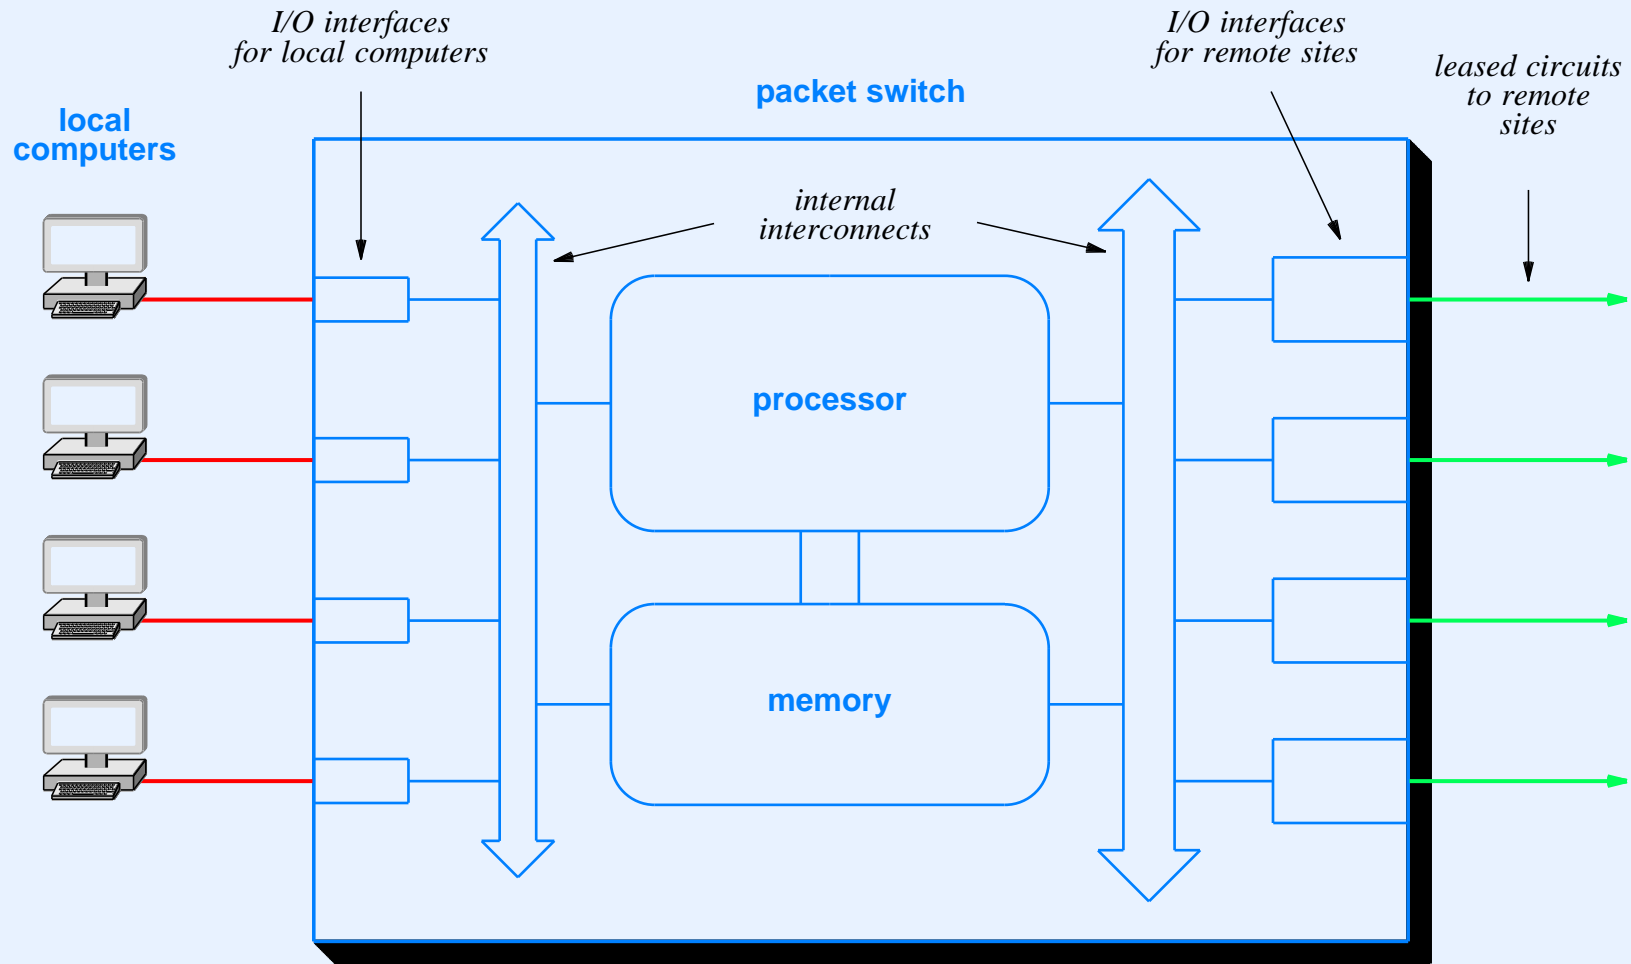 I/O interfaces
for local computers
I/O interfaces
for remote sites
leased circuits
to remote
sites
packet switch
local
computers
internal
interconnects
processor
memory